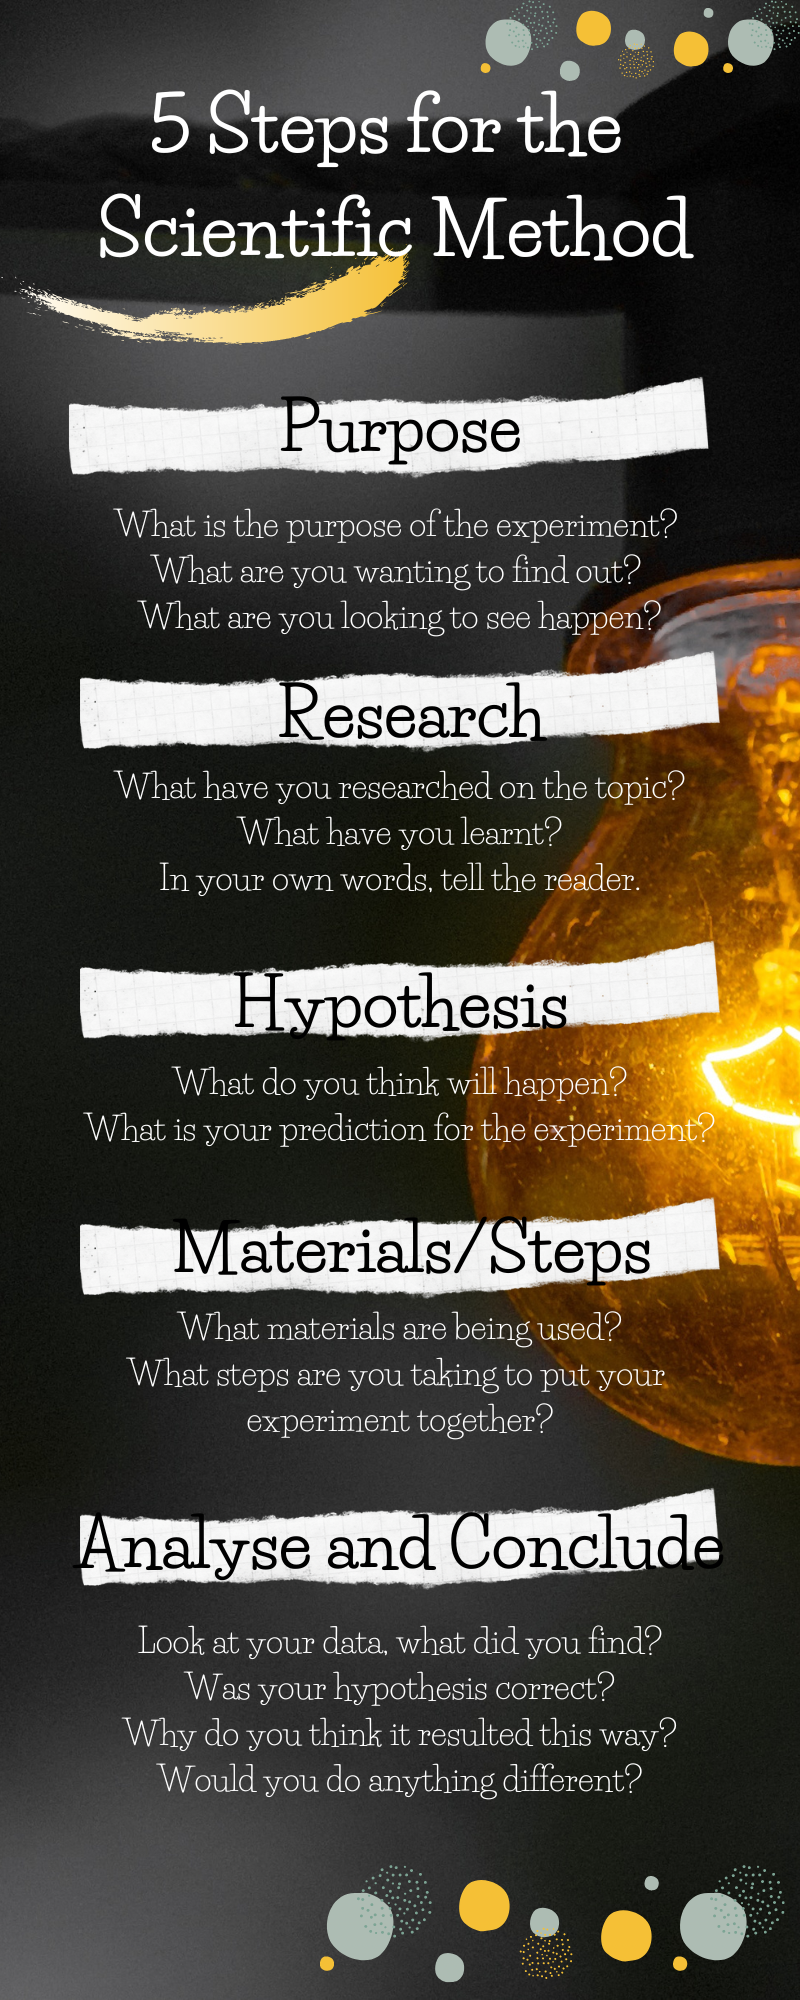 5 Steps for the
Scientific Method
Purpose
What is the purpose of the experiment?
What are you wanting to find out?
What are you looking to see happen?
Research
What have you researched on the topic?
What have you learnt?
In your own words, tell the reader.
Hypothesis
What do you think will happen?
What is your prediction for the experiment?
Materials/Steps
What materials are being used?
What steps are you taking to put your
experiment together?
Analyse and Conclude
Look at your data, what did you find?
Was your hypothesis correct?
Why do you think it resulted this way?
Would you do anything different?